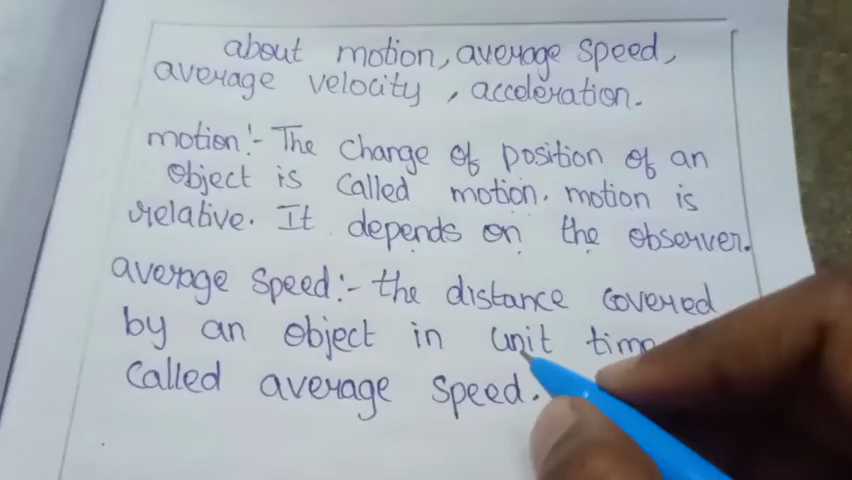 about motion, average speed,
average velocity, acceleration.
motion:- The change of position of an
object is called motion. motion is
relative. It depends on the observer.
average speed:- the distance covered
by an object in unit time
called average speed.